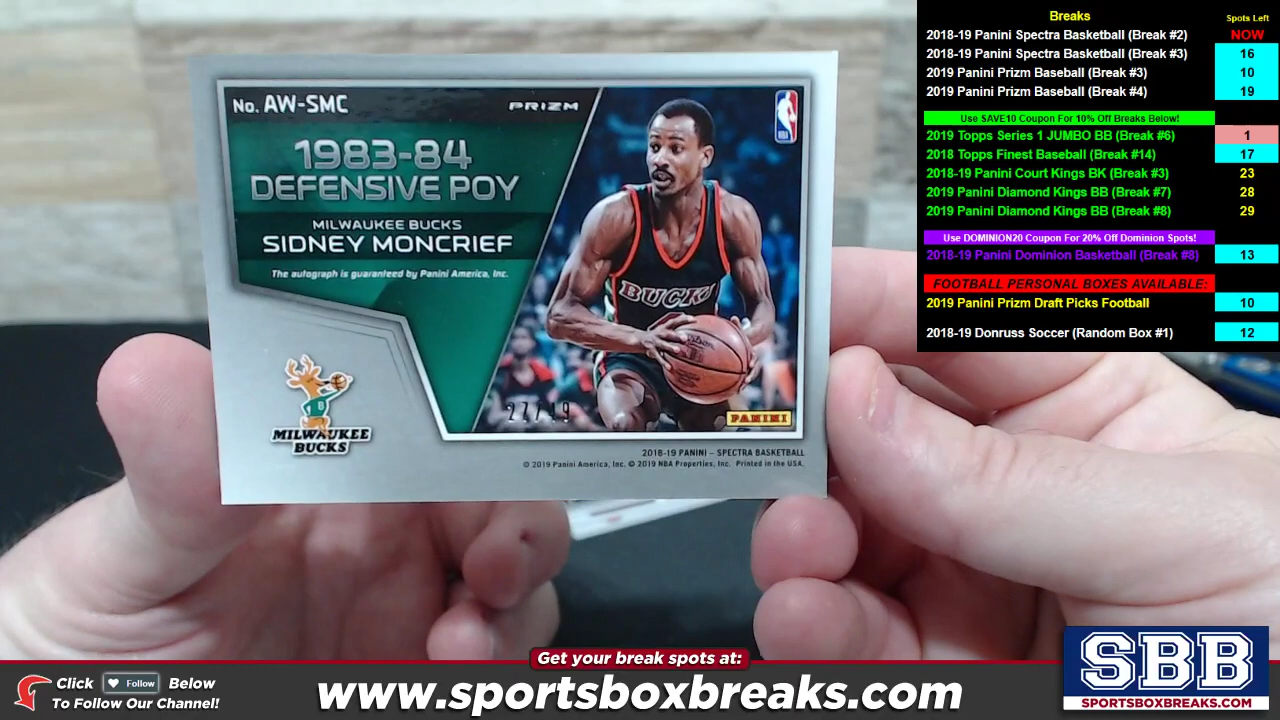 No. AW-SMC
PRIZM
1983-84
DEFENSIVE POY
MILWAUKEE BUCKS
SIDNEY MONCRIEF
The autograph is guaranteed by Panini America, Inc.
BUCKS
27/49
PANINI
MILWAUKEE
BUCKS
2018-19 PANINI – SPECTRA BASKETBALL
© 2019 Panini America, Inc. © 2019 NBA Properties, Inc. Printed in the USA.
Breaks Spots Left
2018-19 Panini Spectra Basketball (Break #2) NOW
2018-19 Panini Spectra Basketball (Break #3) 16
2019 Panini Prizm Baseball (Break #3) 10
2019 Panini Prizm Baseball (Break #4) 19
Use SAVE10 Coupon For 10% Off Breaks Below!
2019 Topps Series 1 JUMBO BB (Break #6) 1
2018 Topps Finest Baseball (Break #14) 17
2018-19 Panini Court Kings BK (Break #3) 23
2019 Panini Diamond Kings BB (Break #7) 28
2019 Panini Diamond Kings BB (Break #8) 29
Use DOMINION20 Coupon For 20% Off Dominion Spots!
2018-19 Panini Dominion Basketball (Break #8) 13
FOOTBALL PERSONAL BOXES AVAILABLE:
2019 Panini Prizm Draft Picks Football 10
2018-19 Donruss Soccer (Random Box #1) 12
Get your break spots at:
Click Follow Below
To Follow Our Channel!
www.sportsboxbreaks.com
SBB
SPORTSBOXBREAKS.COM